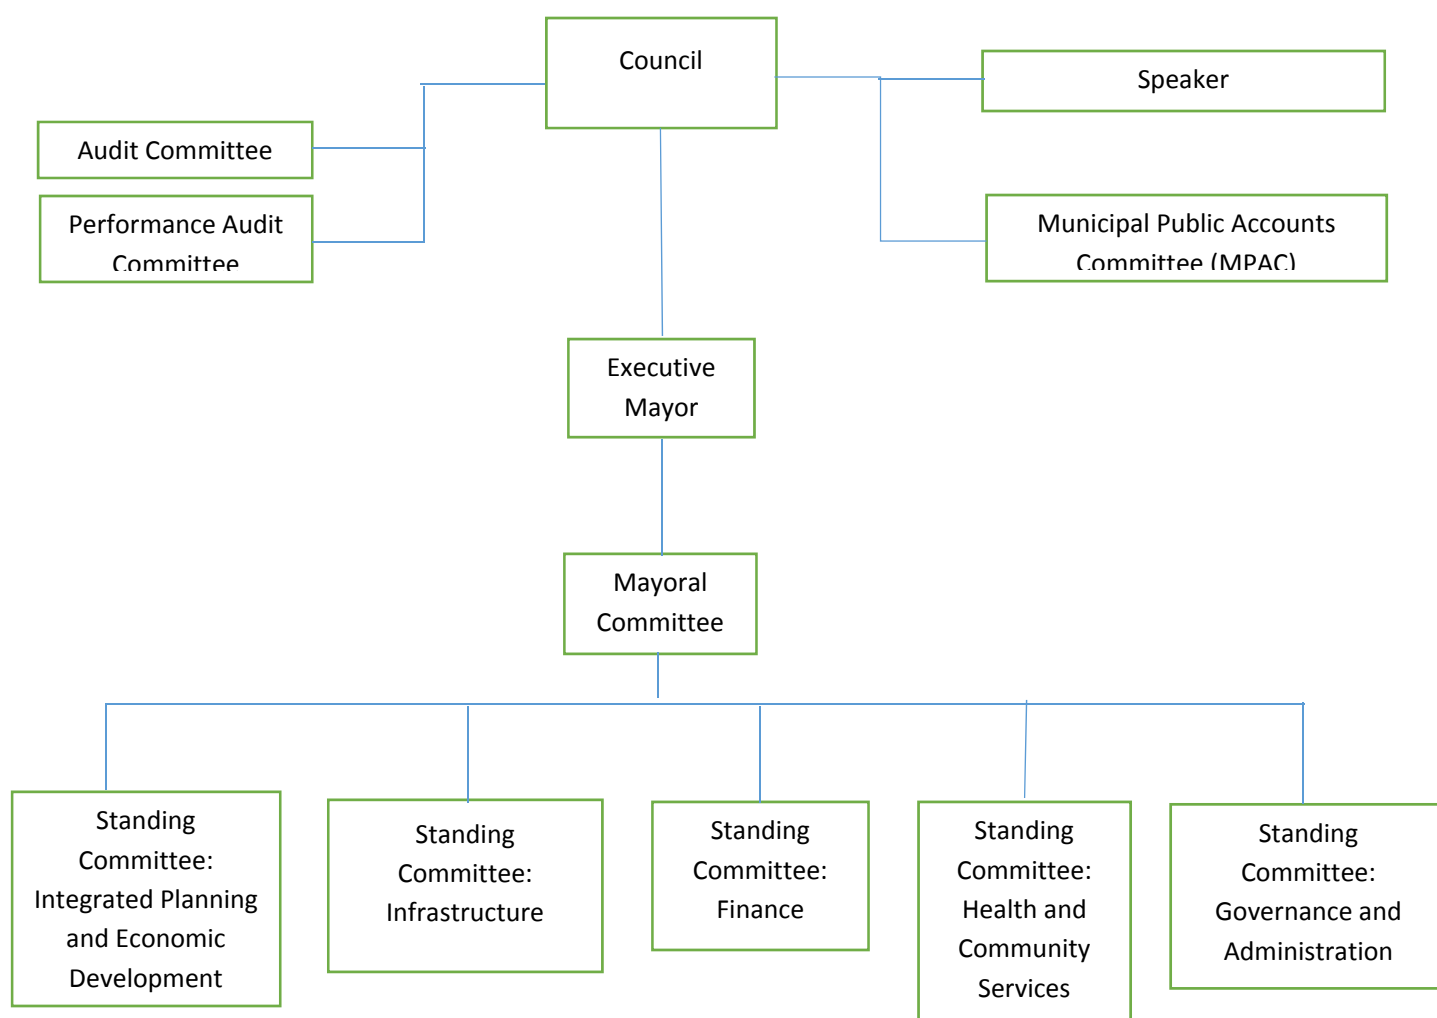 Council
Speaker
Audit Committee
Performance Audit
Committee
Municipal Public Accounts
Committee (MPAC)
Executive
Mayor
Mayoral
Committee
Standing
Committee:
Integrated Planning
and Economic
Development
Standing
Committee:
Infrastructure
Standing
Committee:
Finance
Standing
Committee:
Health and
Community
Services
Standing
Committee:
Governance and
Administration